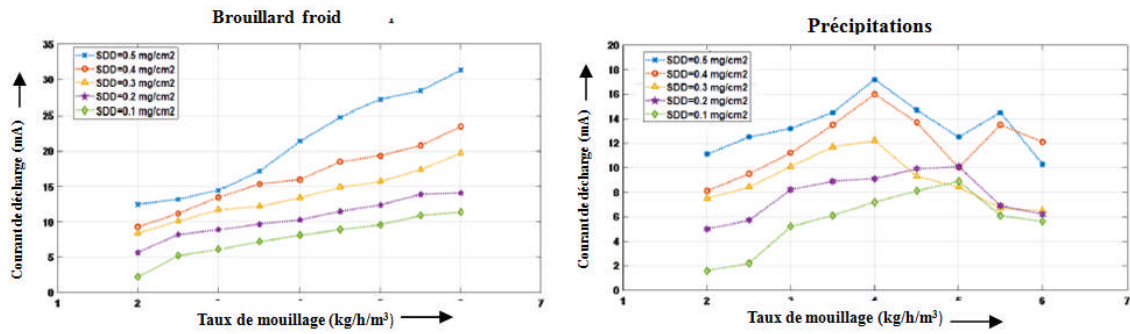 Brouillard froid
35
30
25
20
15
10
5
0
SDD=0.5 mg/cm2
SDD=0.4 mg/cm2
SDD=0.3 mg/cm2
SDD=0.2 mg/cm2
SDD=0.1 mg/cm2
Courant de décharge (mA)
1 2 7
Taux de mouillage (kg/h/m³)
Précipitations
20
18
16
14
12
10
8
6
4
2
0
SDD=0.5 mg/cm2
SDD=0.4 mg/cm2
SDD=0.3 mg/cm2
SDD=0.2 mg/cm2
SDD=0.1 mg/cm2
Courant de décharge (mA)
1 2 3 4 5 6 7
Taux de mouillage (kg/h/m³)